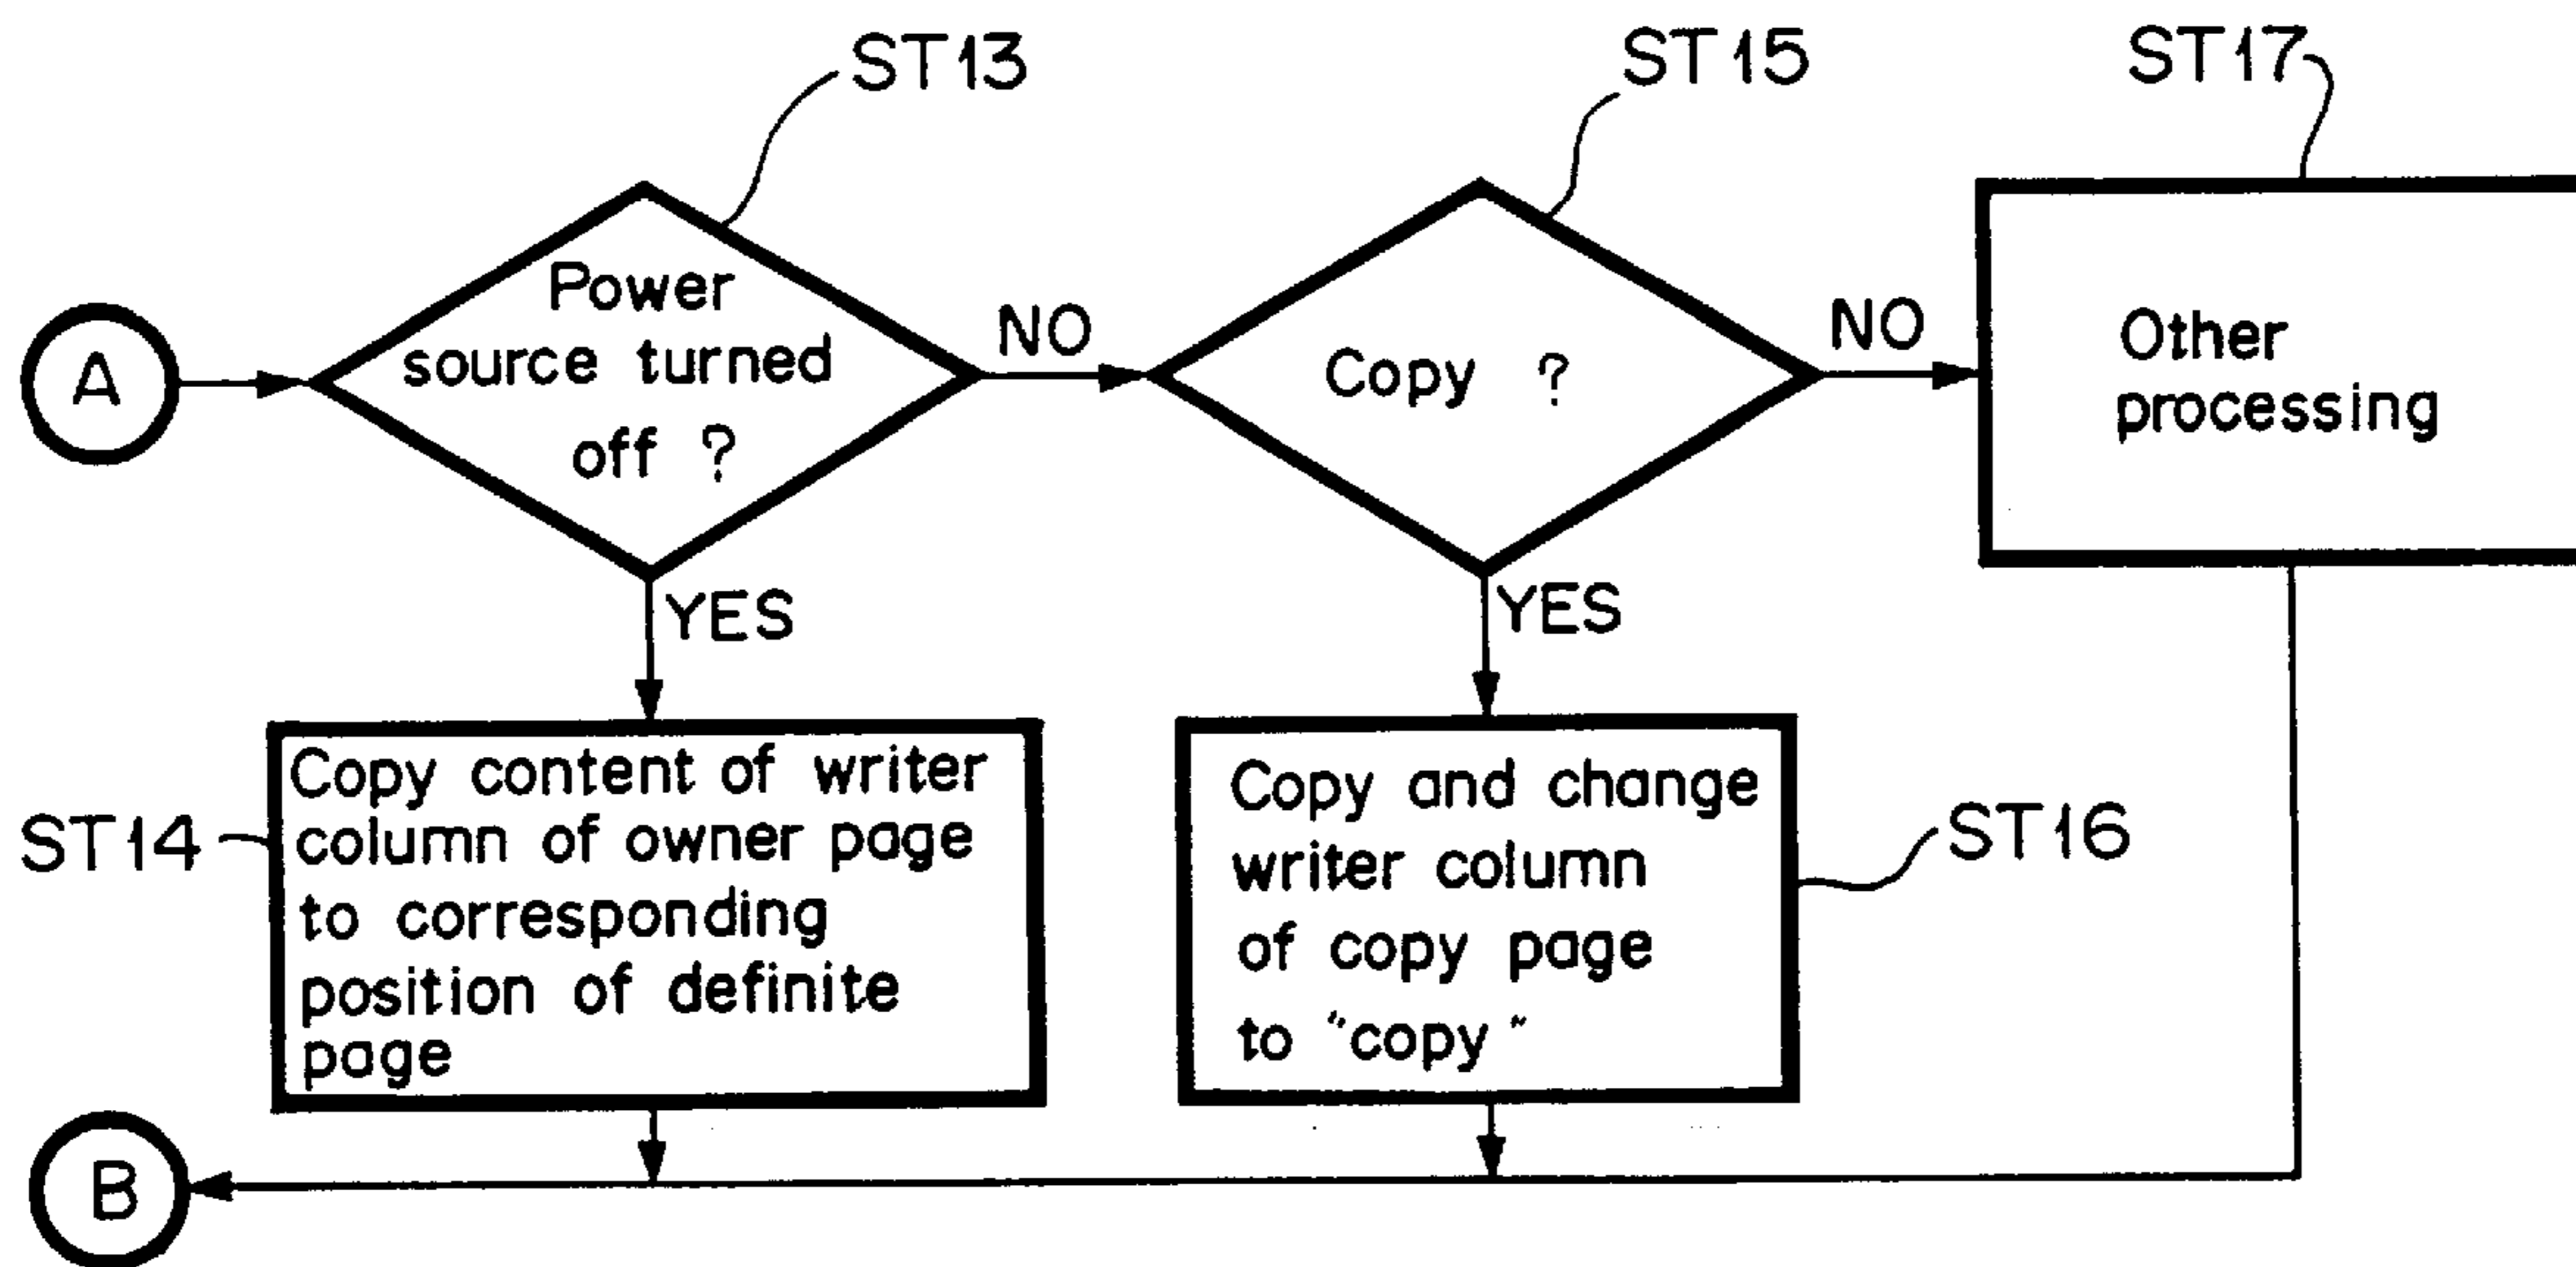 ST13
ST15
ST17
A
Power
source turned
off ?
NO
Copy ?
NO
Other
processing
YES
YES
ST14
Copy content of writer
column of owner page
to corresponding
position of definite
page
Copy and change
writer column
of copy page
to "copy"
ST16
B